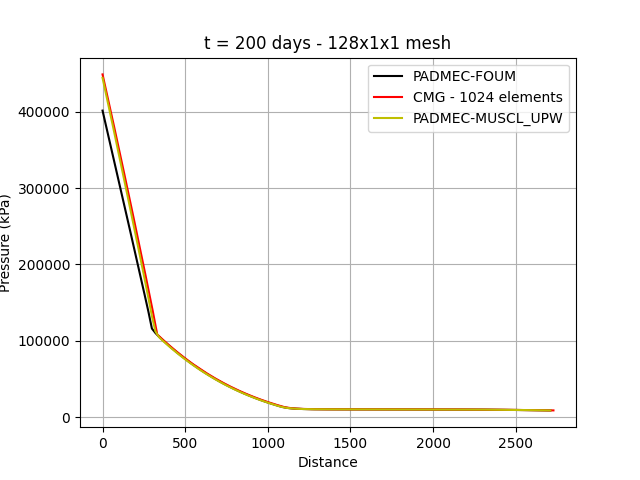 t = 200 days - 128x1x1 mesh
PADMEC-FOUM
CMG - 1024 elements
PADMEC-MUSCL_UPW
Pressure (kPa)
400000
300000
200000
100000
0
0 500 1000 1500 2000 2500
Distance